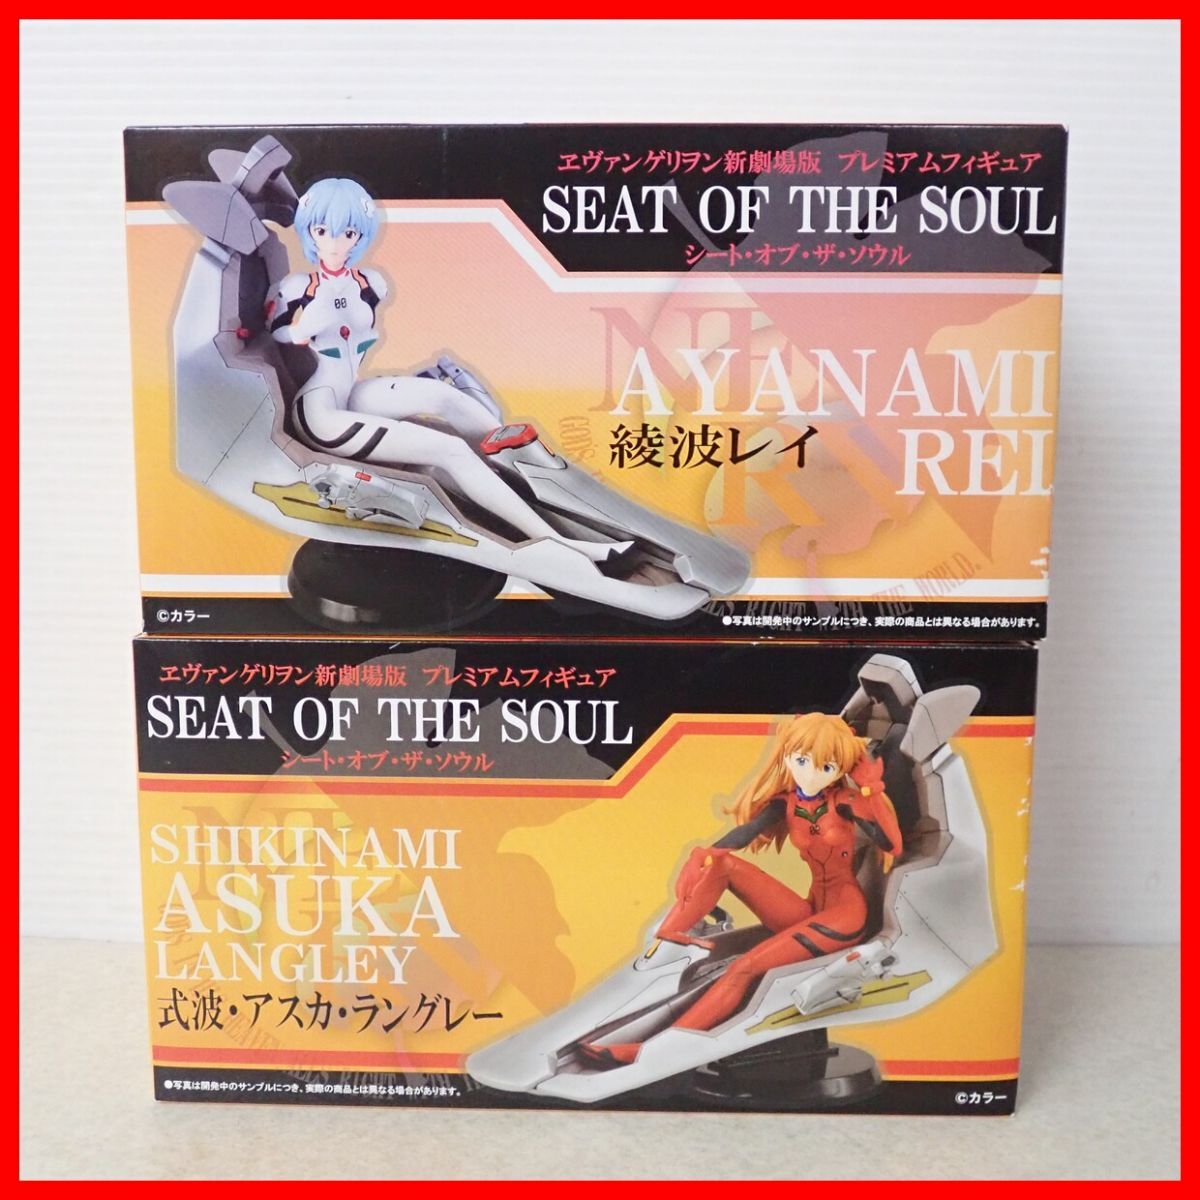 ヱヴァンゲリヲン新劇場版 プレミアムフィギュア
SEAT OF THE SOUL
シート・オブ・ザ・ソウル
NE
RV
AYANAMI
REI
綾波レイ
00
THE WORLD.
©カラー
●写真は開発中のサンプルにつき、実際の商品とは異なる場合があります。
ヱヴァンゲリヲン新劇場版 プレミアムフィギュア
SEAT OF THE SOUL
シート・オブ・ザ・ソウル
SHIKINAMI
ASUKA
LANGLEY
式波・アスカ・ラングレー
02
●写真は開発中のサンプルにつき、実際の商品とは異なる場合があります。
©カラー